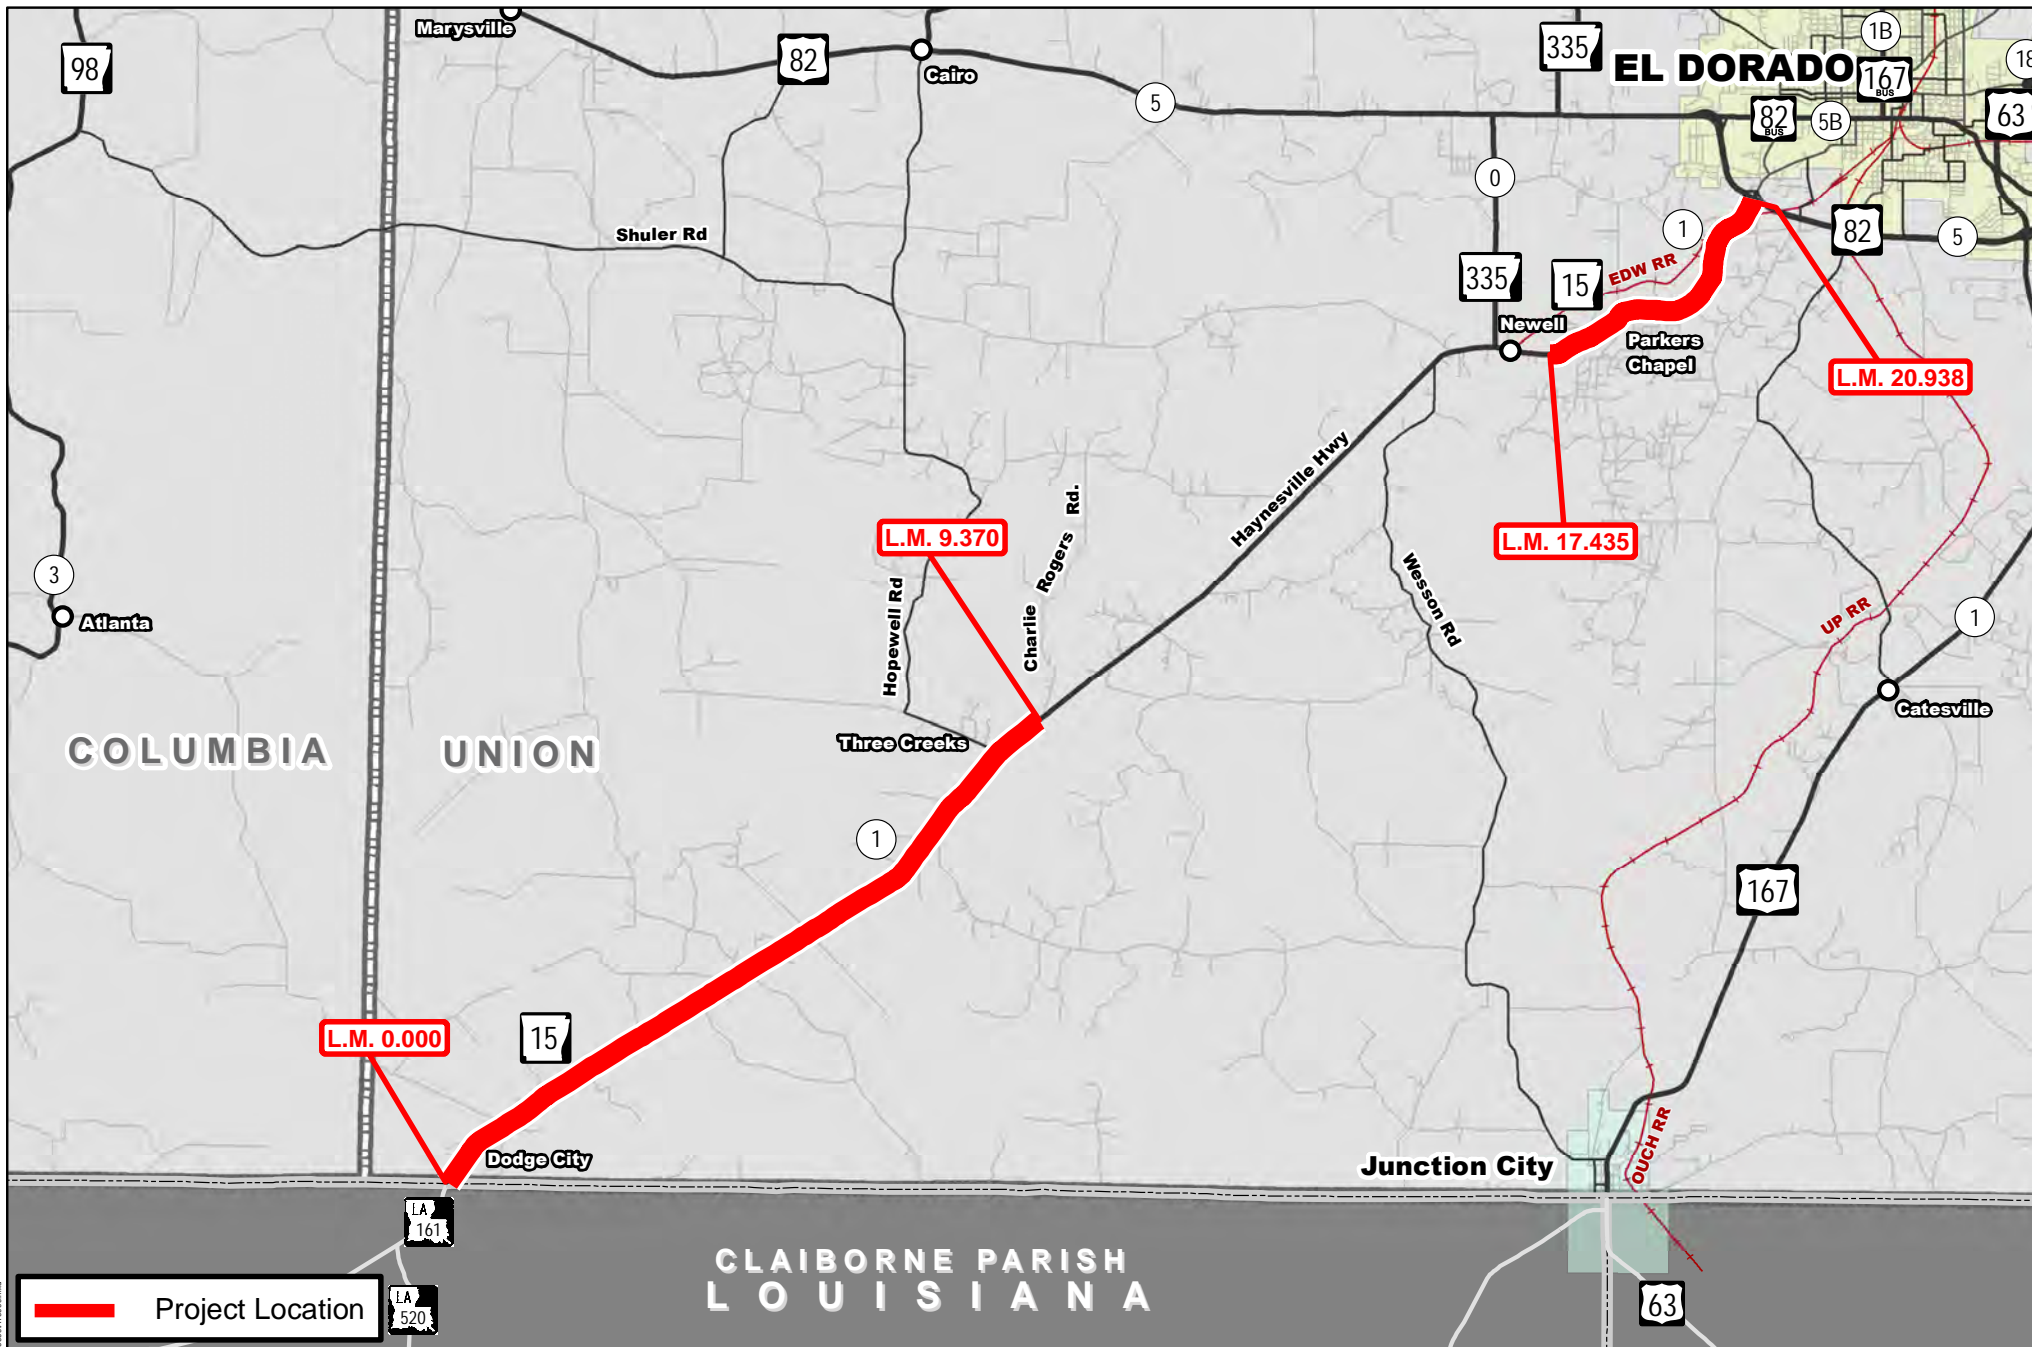 Marysville
98
82
Cairo
335
EL DORADO
1B
167
BUS
18
63
5
82
BUS
5B
0
Shuler Rd
1
82
5
EDW RR
335
15
Newell
Parkers
Chapel
L.M. 20.938
Haynesville Hwy
L.M. 9.370
Charlie Rogers Rd.
L.M. 17.435
3
Atlanta
Hopewell Rd
Wesson Rd
UP RR
1
Catesville
COLUMBIA
UNION
Three Creeks
1
167
L.M. 0.000
15
Dodge City
Junction City
OUCH RR
LA
161
CLAIBORNE PARISH
LOUISIANA
Project Location
LA
520
63